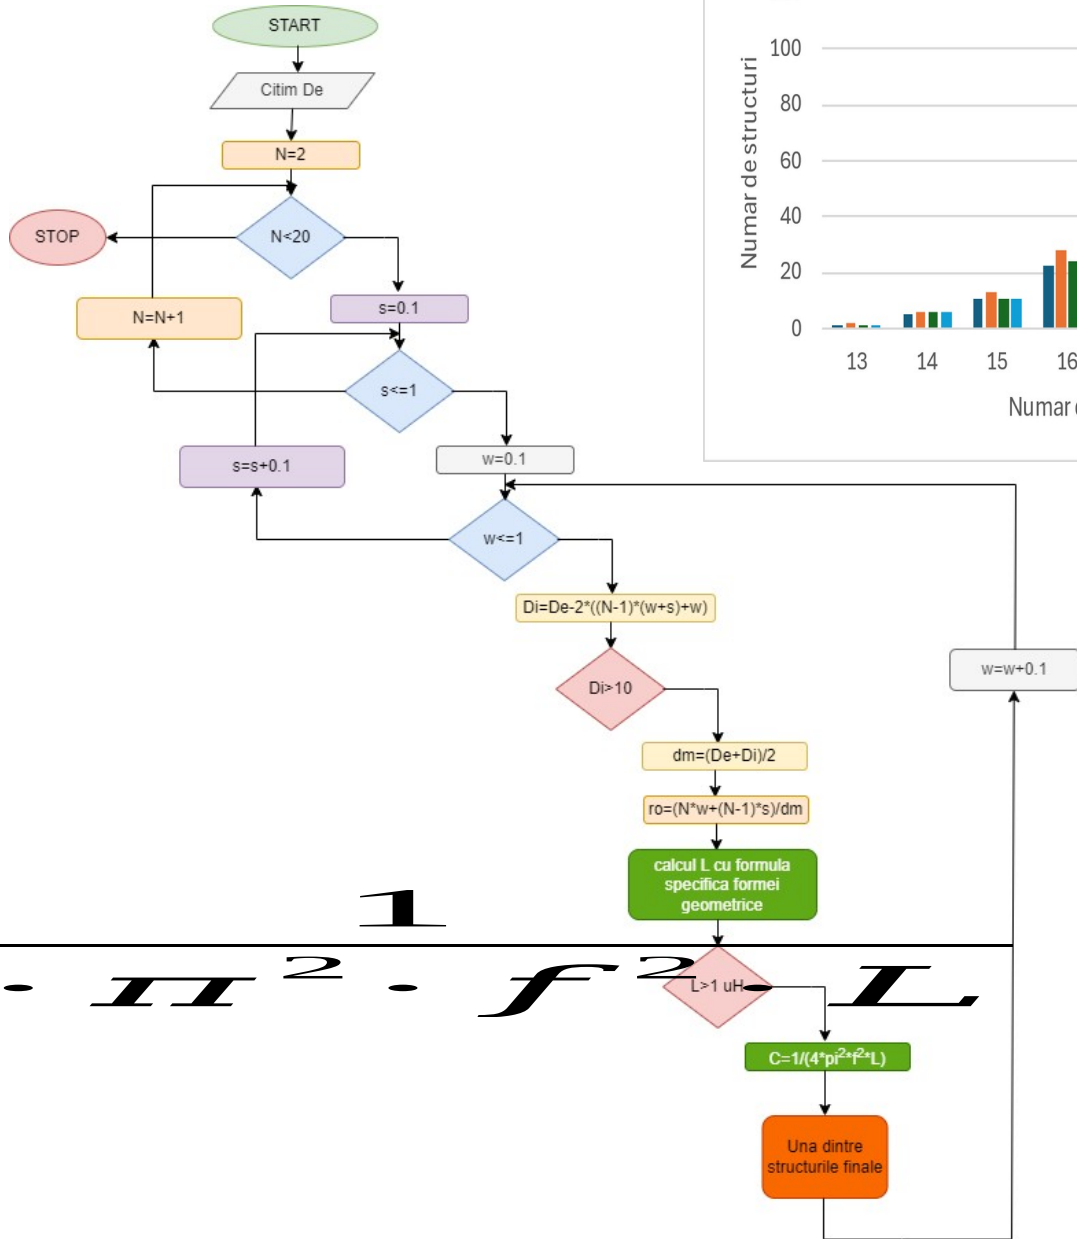 START
Citim De
N=2
N<20
STOP
s=0.1
N=N+1
s<=1
w=0.1
s=s+0.1
w<=1
Di=De-2*((N-1)*(w+s)+w)
Di>10
w=w+0.1
dm=(De+Di)/2
ro=(N*w+(N-1)*s)/dm
calcul L cu formula
specifica formei
geometrice
L>1 uH
C=1/(4*pi²*f²*L)
Una dintre
structurile finale
1
· π² · f² · L
Numar de structuri
100
80
60
40
20
0
13 14 15 16
Numar